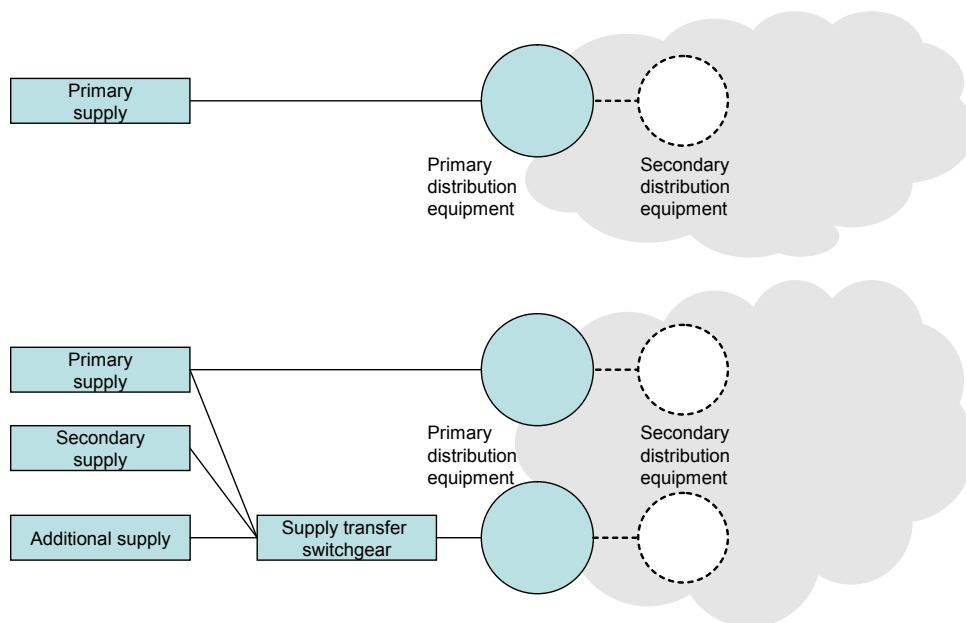 Primary
supply
Primary
distribution
equipment
Secondary
distribution
equipment
Primary
supply
Secondary
supply
Additional supply
Supply transfer
switchgear
Primary
distribution
equipment
Secondary
distribution
equipment